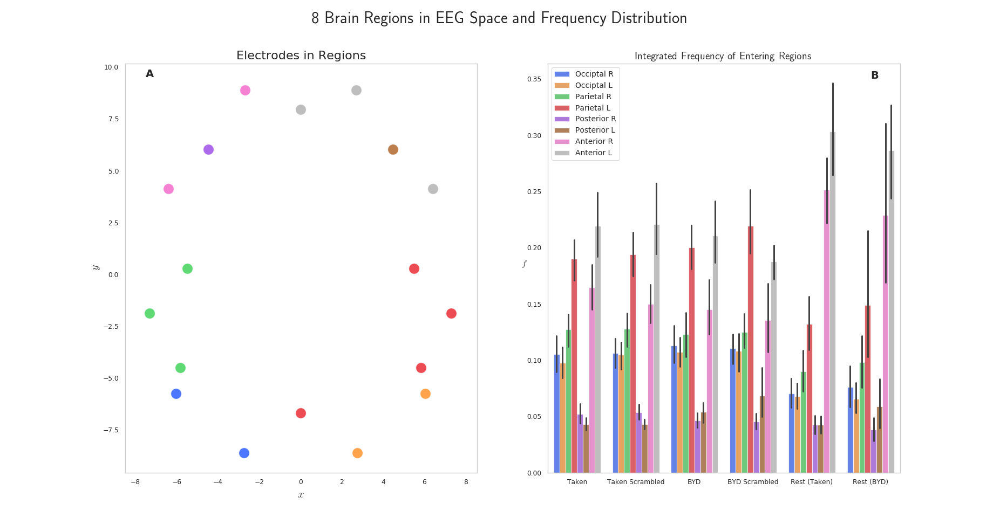 8 Brain Regions in EEG Space and Frequency Distribution
Electrodes in Regions
A
10.0
7.5
5.0
2.5
0.0
−2.5
−5.0
−7.5
y
−8 −6 −4 −2 0 2 4 6 8
x
Integrated Frequency of Entering Regions
B
Occiptal R
Occiptal L
Parietal R
Parietal L
Posterior R
Posterior L
Anterior R
Anterior L
0.35
0.30
0.25
0.20
0.15
0.10
0.05
0.00
f
Taken Taken Scrambled BYD BYD Scrambled Rest (Taken) Rest (BYD)